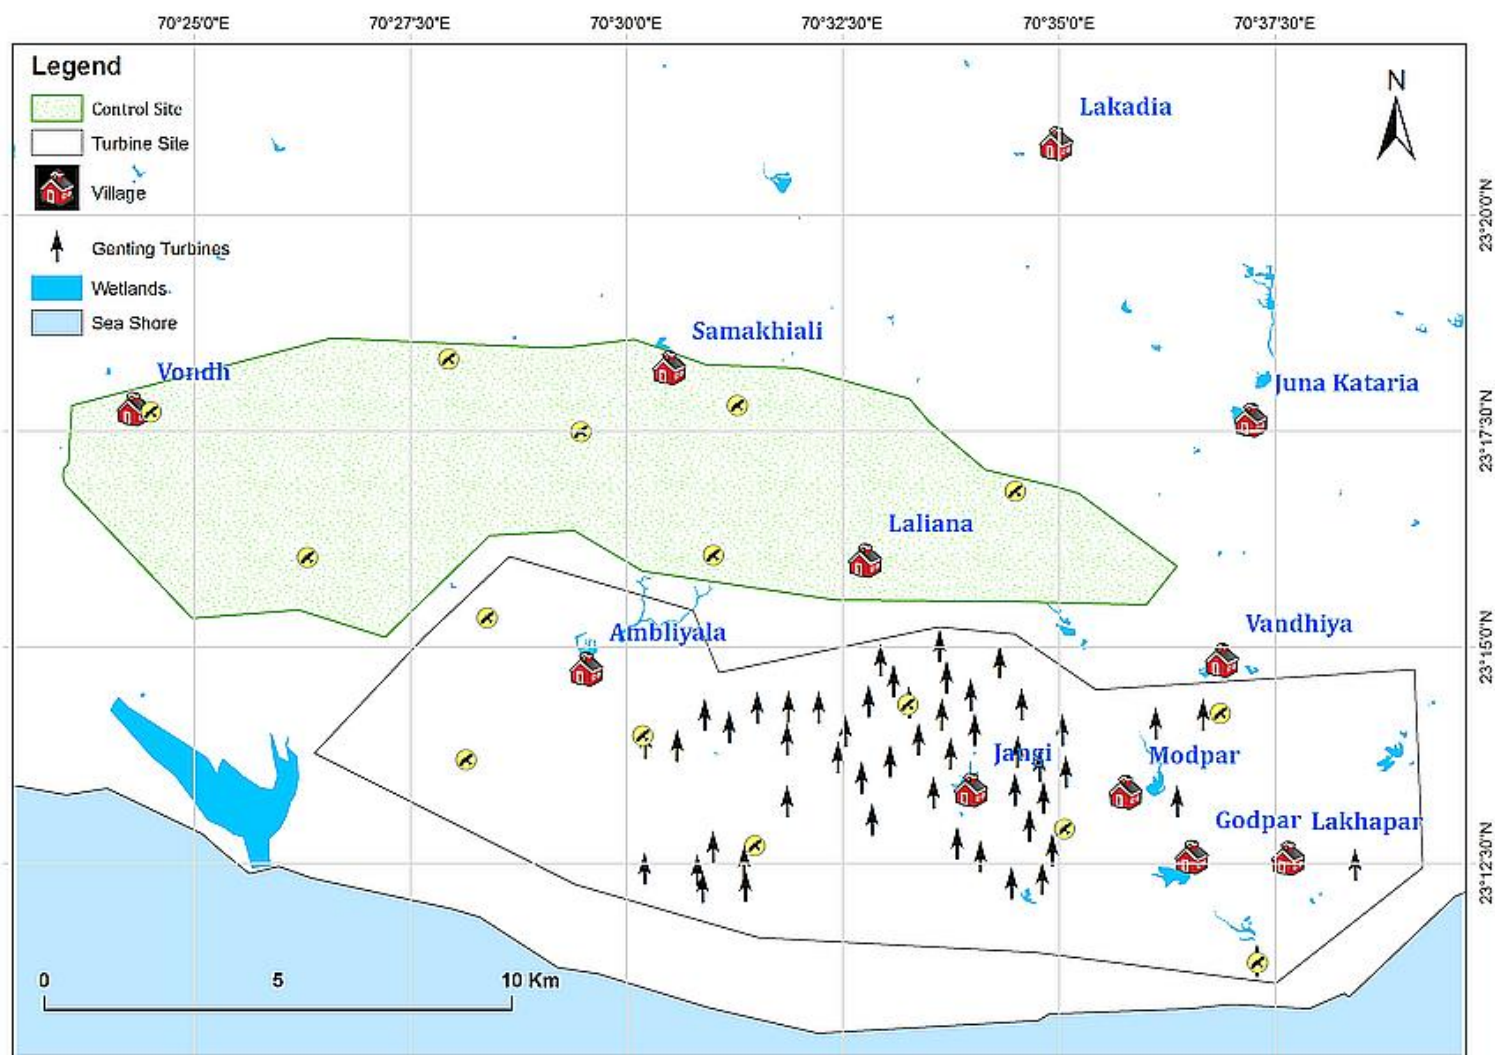 70°25'0"E 70°27'30"E 70°30'0"E 70°32'30"E 70°35'0"E 70°37'30"E
Legend
Control Site
Turbine Site
Village
Genting Turbines
Wetlands
Sea Shore
N
Lakadia
23°20'0"N
Samakhiali
Vondh
Juna Kataria
23°17'30"N
Laliana
Vandhiya
Ambliyala
23°15'0"N
Jangi
Modpar
Godpar Lakhapar
23°12'30"N
0 5 10 Km